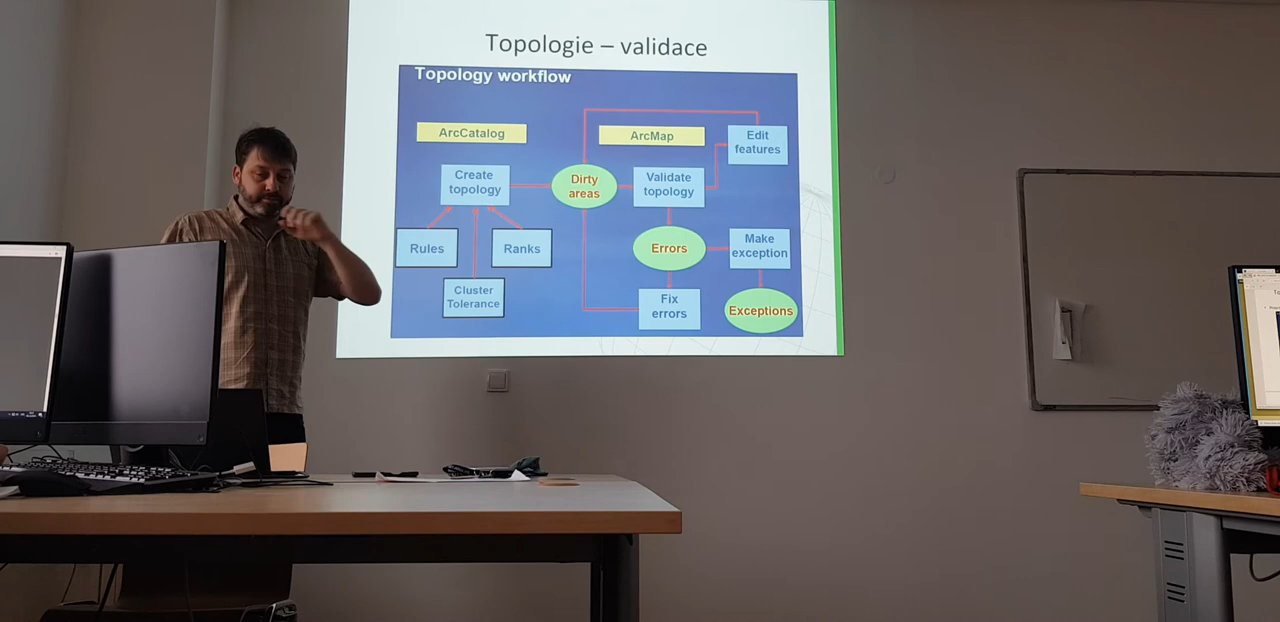 Topologie – validace
Topology workflow
ArcCatalog
ArcMap
Edit
features
Create
topology
Dirty
areas
Validate
topology
Rules
Ranks
Errors
Make
exception
Cluster
Tolerance
Fix
errors
Exceptions